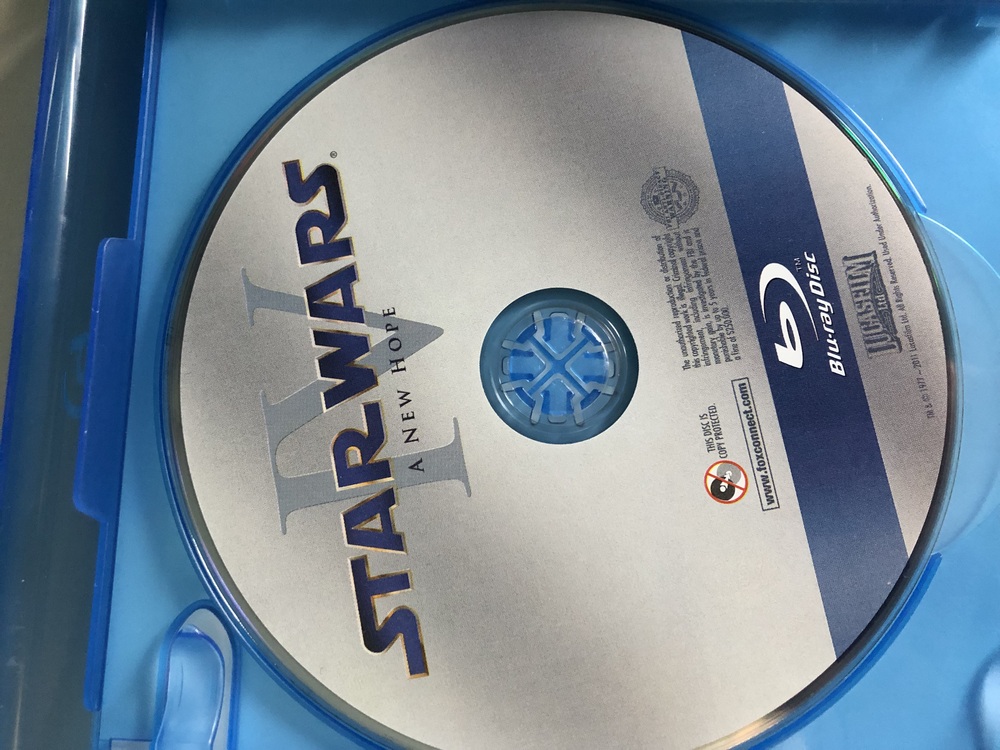 IV
STAR WARS®
A NEW HOPE
THIS DISC IS
COPY PROTECTED.
www.foxconnect.com
The unauthorized reproduction or distribution of
this copyrighted work is illegal. Criminal copyright
infringement, including infringement without
monetary gain, is investigated by the FBI and is
punishable by up to 5 years in federal prison and
a fine of $250,000.
WARNING
Blu-ray Disc™
LUCASFILM
Ltd
TM & © 1977 – 2011 Lucasfilm Ltd. All Rights Reserved. Used Under Authorization.